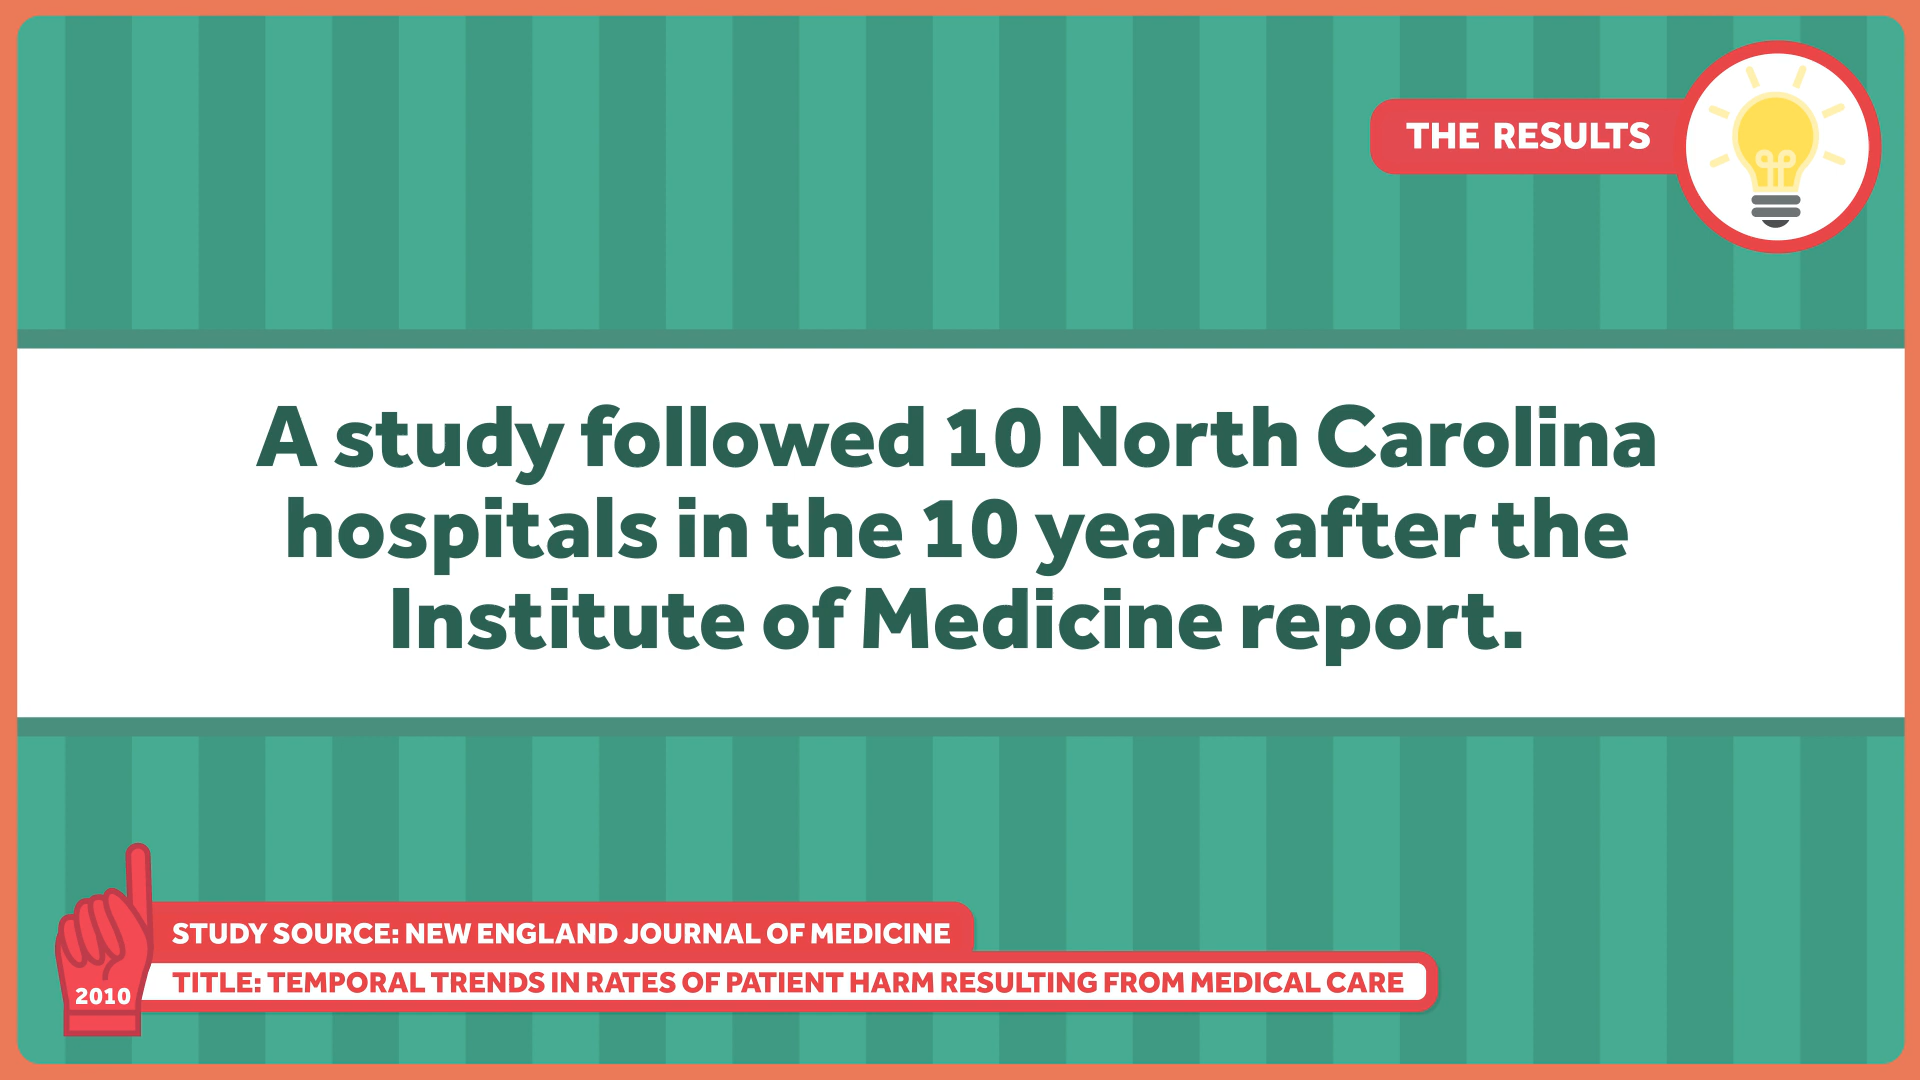 THE RESULTS
A study followed 10 North Carolina
hospitals in the 10 years after the
Institute of Medicine report.
STUDY SOURCE: NEW ENGLAND JOURNAL OF MEDICINE
TITLE: TEMPORAL TRENDS IN RATES OF PATIENT HARM RESULTING FROM MEDICAL CARE
2010